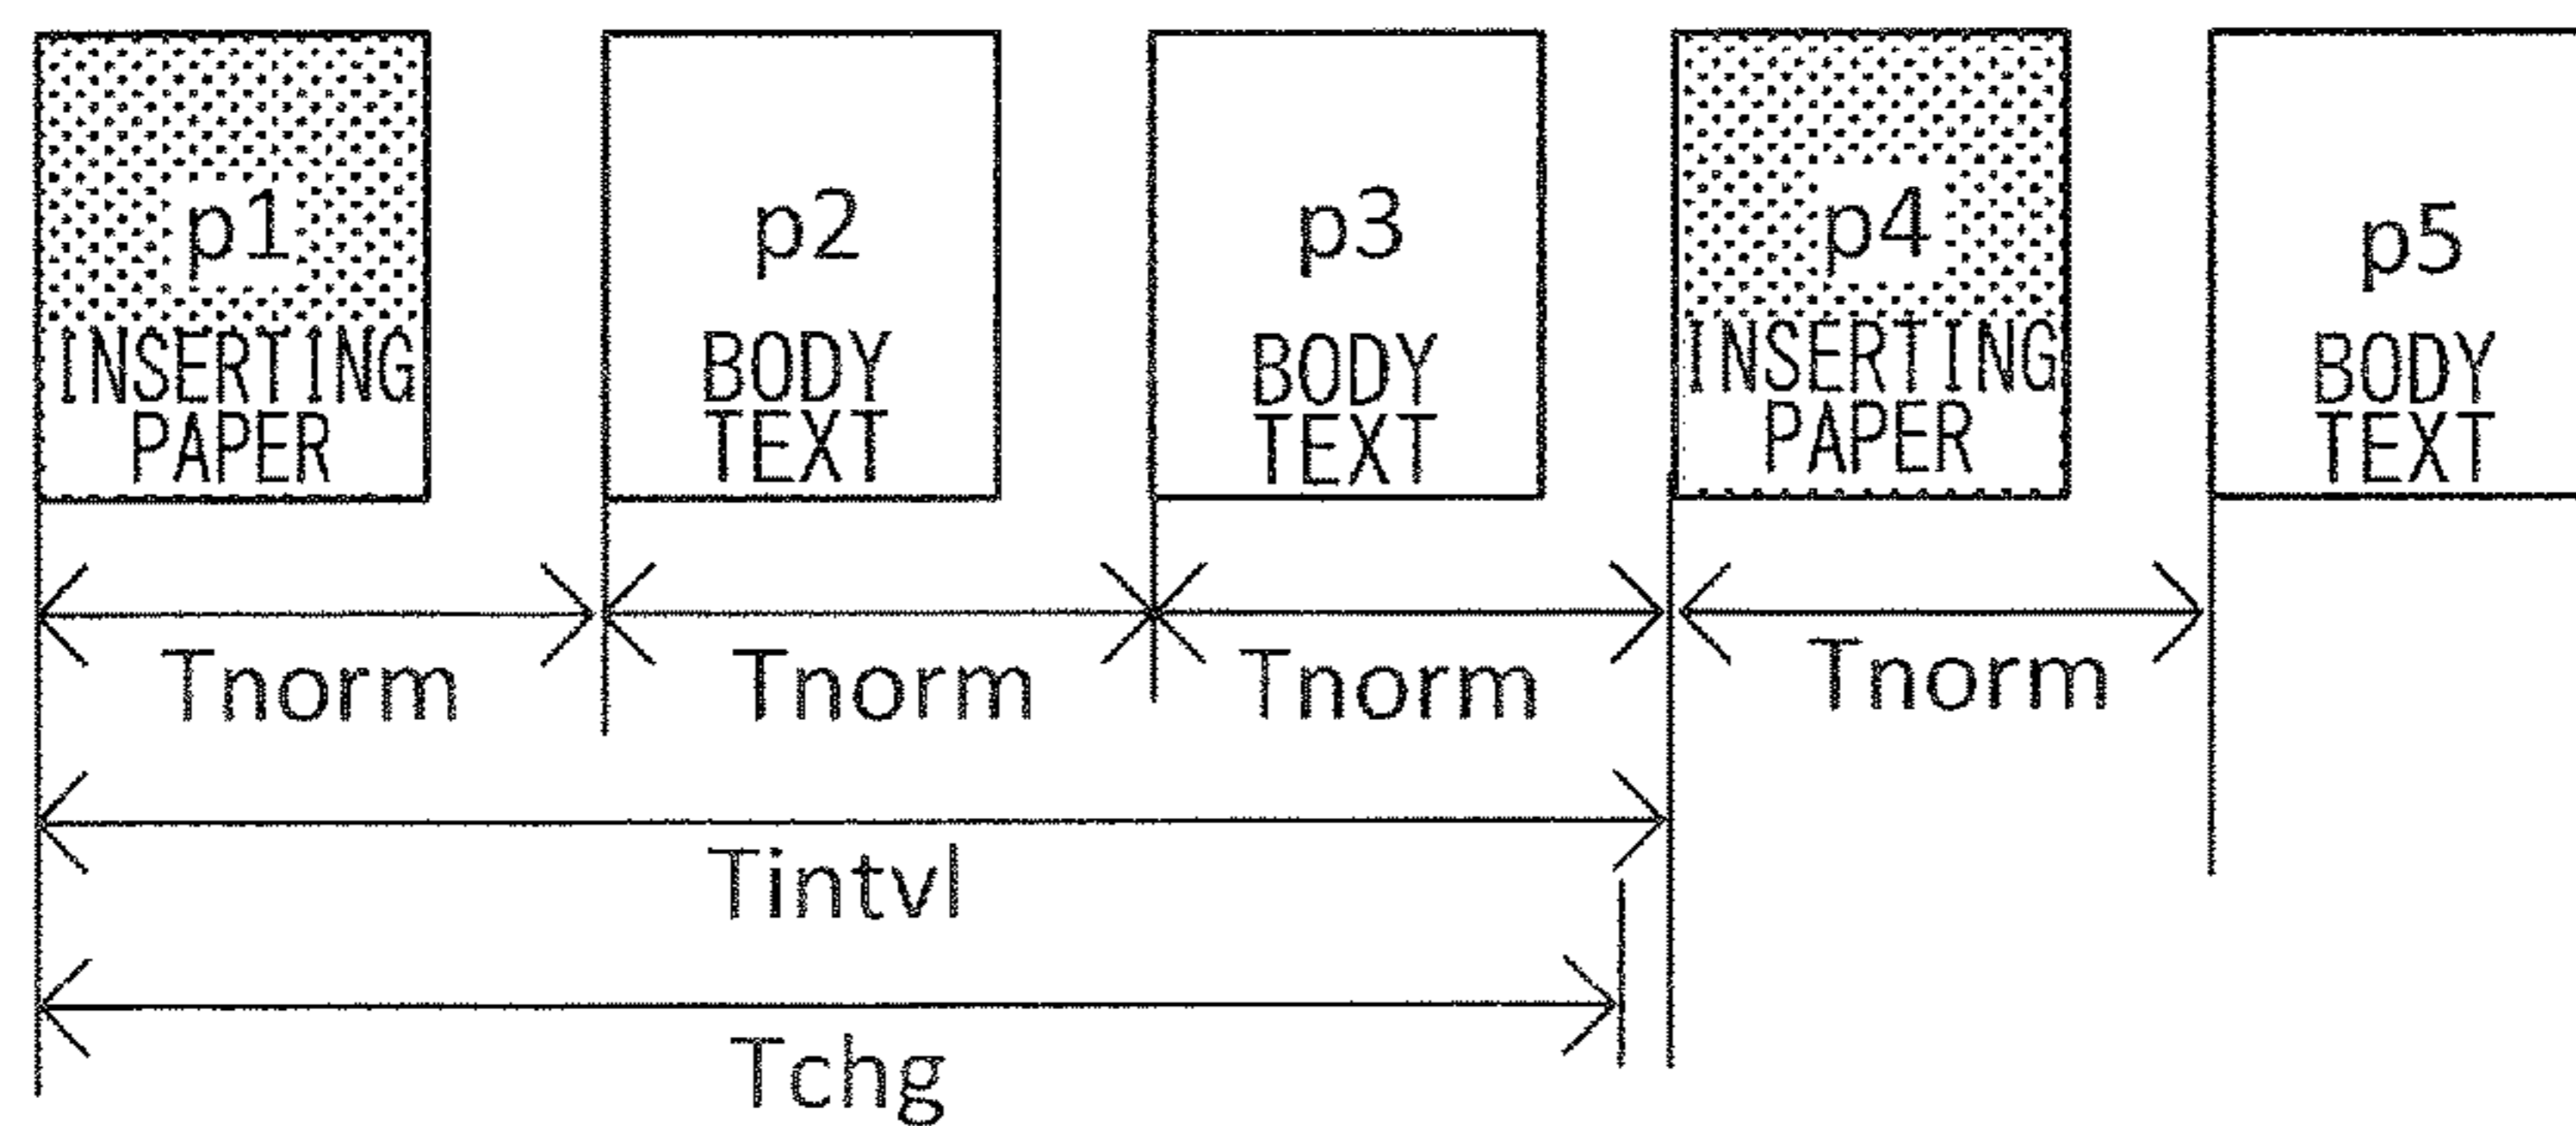 p1
INSERTING
PAPER
p2
BODY
TEXT
p3
BODY
TEXT
p4
INSERTING
PAPER
p5
BODY
TEXT
Tnorm
Tnorm
Tnorm
Tnorm
Tintvl
Tchg